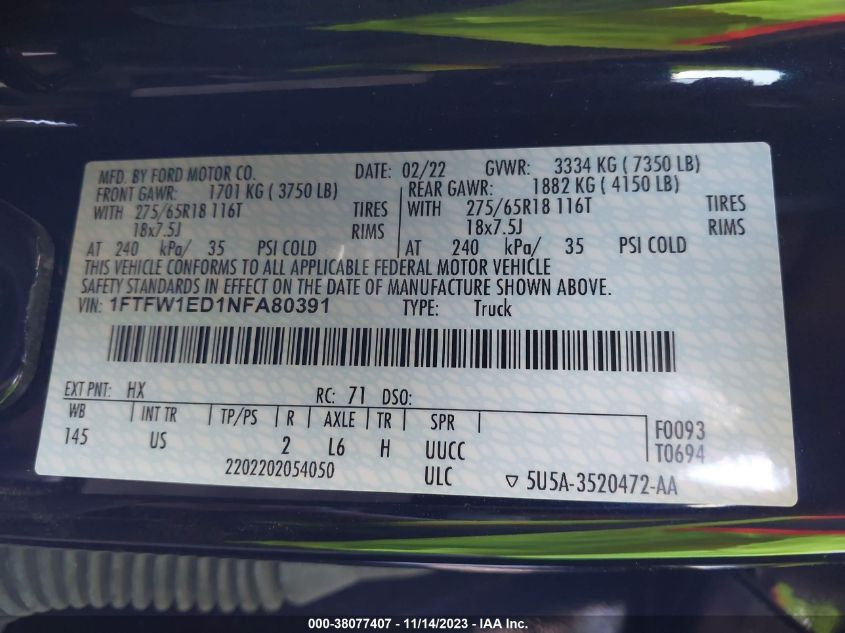 MFD. BY FORD MOTOR CO. DATE: 02/22 GVWR: 3334 KG ( 7350 LB)
FRONT GAWR: 1701 KG ( 3750 LB) REAR GAWR: 1882 KG ( 4150 LB)
WITH 275/65R18 116T TIRES WITH 275/65R18 116T TIRES
18x7.5J RIMS 18x7.5J RIMS
AT 240 kPa/ 35 PSI COLD AT 240 kPa/ 35 PSI COLD
THIS VEHICLE CONFORMS TO ALL APPLICABLE FEDERAL MOTOR VEHICLE
SAFETY STANDARDS IN EFFECT ON THE DATE OF MANUFACTURE SHOWN ABOVE.
VIN: 1FTFW1ED1NFA80391 TYPE: Truck
EXT PNT: HX RC: 71 DSO:
WB INT TR TP/PS R AXLE TR SPR F0093
145 US 2 L6 H UUCC T0694
2202202054050 ULC ▽ 5U5A-3520472-AA
000-38077407 - 11/14/2023 - IAA Inc.